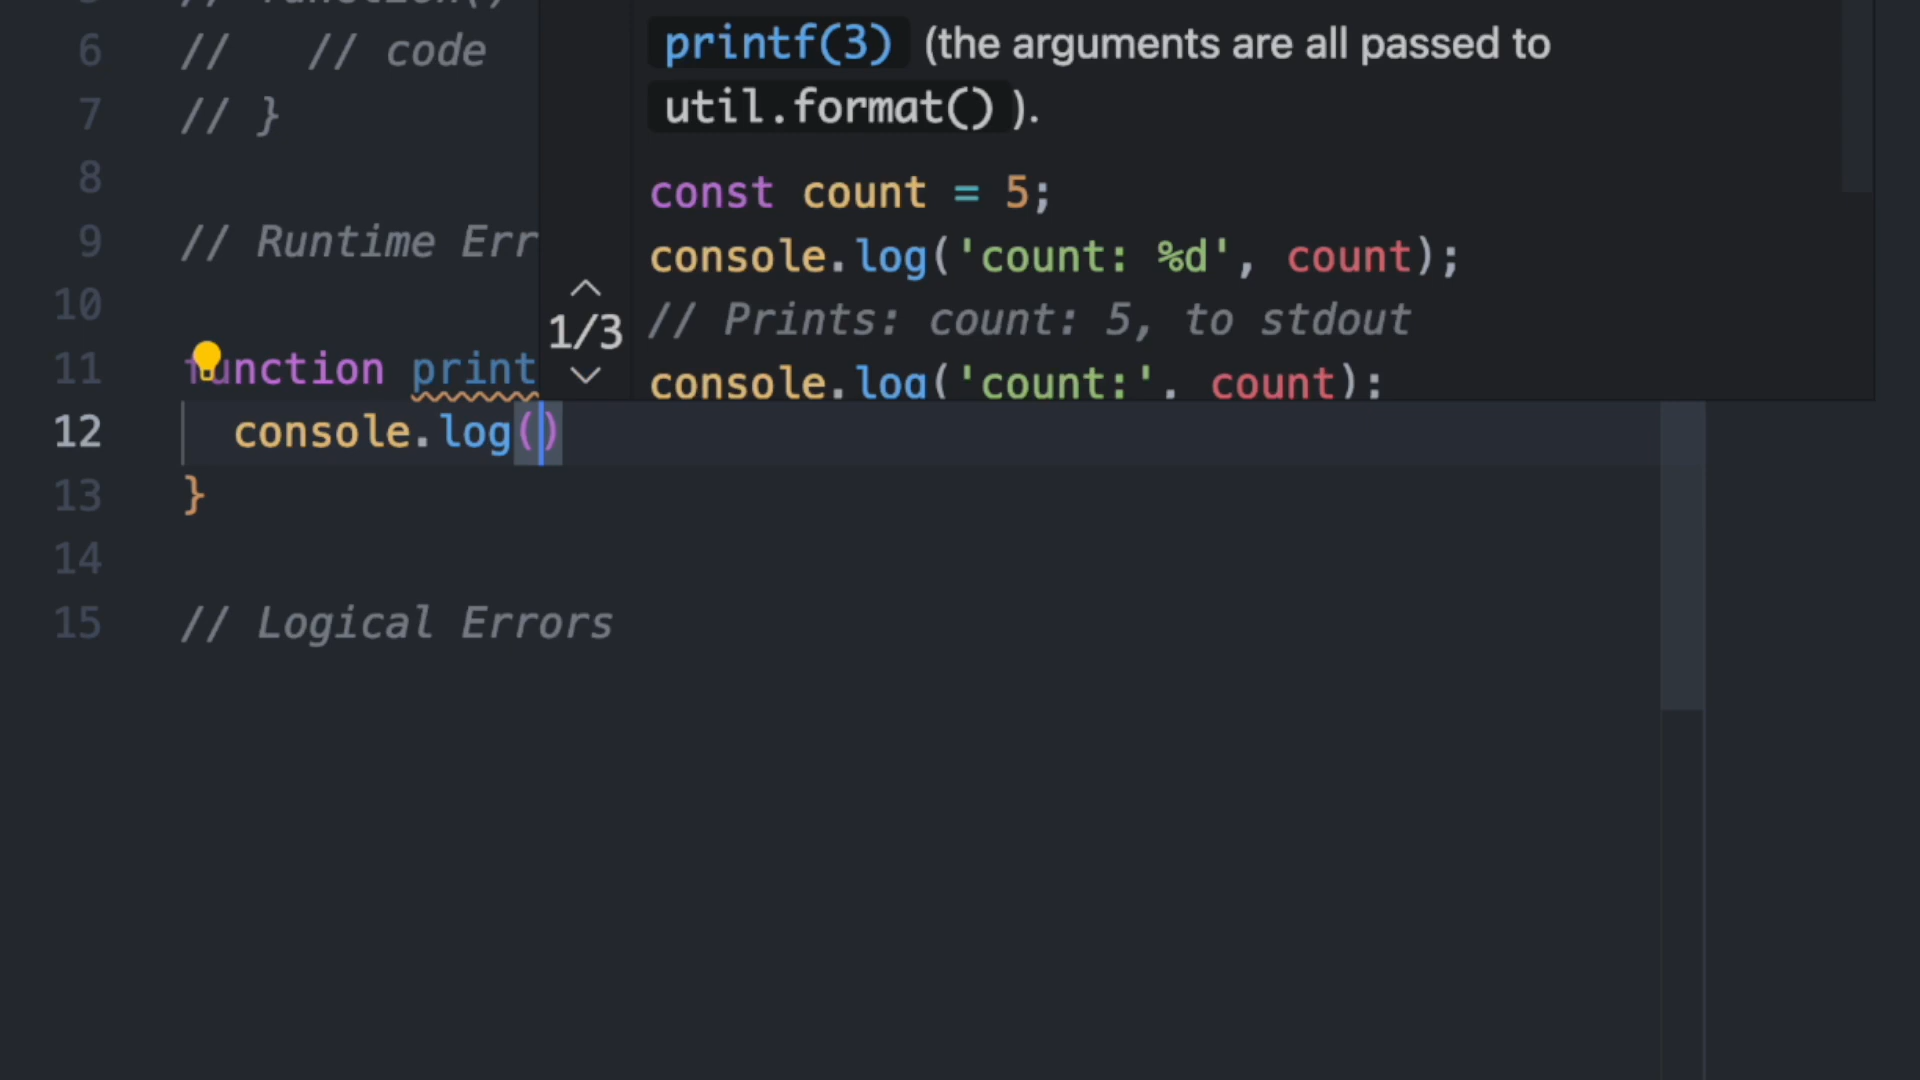 6 //   // code
7 // }
8
9 // Runtime Err
10
11 function print
12 console.log()
13 }
14
15 // Logical Errors
printf(3) (the arguments are all passed to
util.format() ).
const count = 5;
console.log('count: %d', count);
// Prints: count: 5, to stdout
console.log('count:', count);
1/3